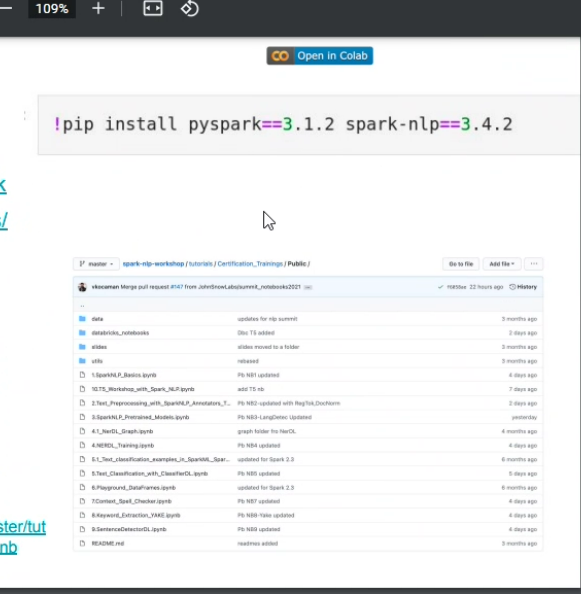 109%
Open in Colab
!pip install pyspark==3.1.2 spark-nlp==3.4.2
k
s/
master spark-nlp-workshop / tutorials / Certification_Trainings / Public / Go to file Add file ...
vkocaman Merge pull request #147 from JohnSnowLabs/summit_notebooks2021 ... 22 hours ago History
..
data updates for nlp summit 3 months ago
databricks_notebooks Dbc T5 added 2 days ago
slides slides moved to a folder 3 months ago
utils rebased 3 months ago
1.SparkNLP_Basics.ipynb Pb NB1 updated 4 days ago
10.T5_Workshop_with_Spark_NLP.ipynb add T5 nb 7 days ago
2.Text_Preprocessing_with_SparkNLP_Annotators_T... Pb NB2-updated with RegTok,DocNorm 2 days ago
3.SparkNLP_Pretrained_Models.ipynb Pb NB3-LangDetec Updated yesterday
4.1_NerDL_Graph.ipynb graph folder fro NerDL 4 months ago
4.NERDL_Training.ipynb Pb NB4 updated 4 days ago
5.1_Text_classification_examples_in_SparkML_Spar... updated for Spark 2.3 6 months ago
5.Text_Classification_with_ClassifierDL.ipynb Pb NB5 updated 5 days ago
6.Playground_DataFrames.ipynb updated for Spark 2.3 6 months ago
7.Context_Spell_Checker.ipynb Pb NB7 updated 4 days ago
8.Keyword_Extraction_YAKE.ipynb Pb NB8-Yake updated 4 days ago
9.SentenceDetectorDL.ipynb Pb NB9 updated 4 days ago
README.md readmes added 3 months ago
ster/tut
nb